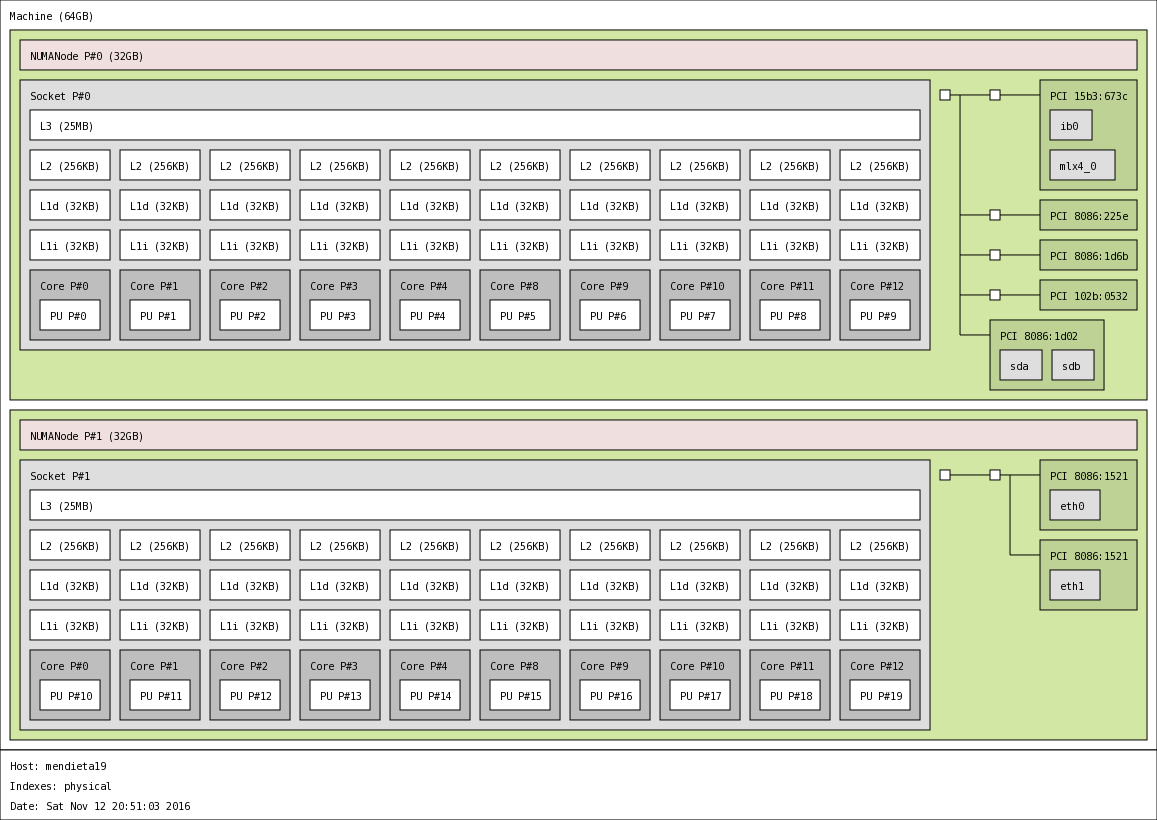 Machine (64GB)
NUMANode P#0 (32GB)
Socket P#0
L3 (25MB)
L2 (256KB) L2 (256KB) L2 (256KB) L2 (256KB) L2 (256KB) L2 (256KB) L2 (256KB) L2 (256KB) L2 (256KB) L2 (256KB)
L1d (32KB) L1d (32KB) L1d (32KB) L1d (32KB) L1d (32KB) L1d (32KB) L1d (32KB) L1d (32KB) L1d (32KB) L1d (32KB)
L1i (32KB) L1i (32KB) L1i (32KB) L1i (32KB) L1i (32KB) L1i (32KB) L1i (32KB) L1i (32KB) L1i (32KB) L1i (32KB)
Core P#0 Core P#1 Core P#2 Core P#3 Core P#4 Core P#8 Core P#9 Core P#10 Core P#11 Core P#12
PU P#0 PU P#1 PU P#2 PU P#3 PU P#4 PU P#5 PU P#6 PU P#7 PU P#8 PU P#9
PCI 15b3:673c
ib0
mlx4_0
PCI 8086:225e
PCI 8086:1d6b
PCI 102b:0532
PCI 8086:1d02
sda sdb
NUMANode P#1 (32GB)
Socket P#1
L3 (25MB)
L2 (256KB) L2 (256KB) L2 (256KB) L2 (256KB) L2 (256KB) L2 (256KB) L2 (256KB) L2 (256KB) L2 (256KB) L2 (256KB)
L1d (32KB) L1d (32KB) L1d (32KB) L1d (32KB) L1d (32KB) L1d (32KB) L1d (32KB) L1d (32KB) L1d (32KB) L1d (32KB)
L1i (32KB) L1i (32KB) L1i (32KB) L1i (32KB) L1i (32KB) L1i (32KB) L1i (32KB) L1i (32KB) L1i (32KB) L1i (32KB)
Core P#0 Core P#1 Core P#2 Core P#3 Core P#4 Core P#8 Core P#9 Core P#10 Core P#11 Core P#12
PU P#10 PU P#11 PU P#12 PU P#13 PU P#14 PU P#15 PU P#16 PU P#17 PU P#18 PU P#19
PCI 8086:1521
eth0
PCI 8086:1521
eth1
Host: mendieta19
Indexes: physical
Date: Sat Nov 12 20:51:03 2016